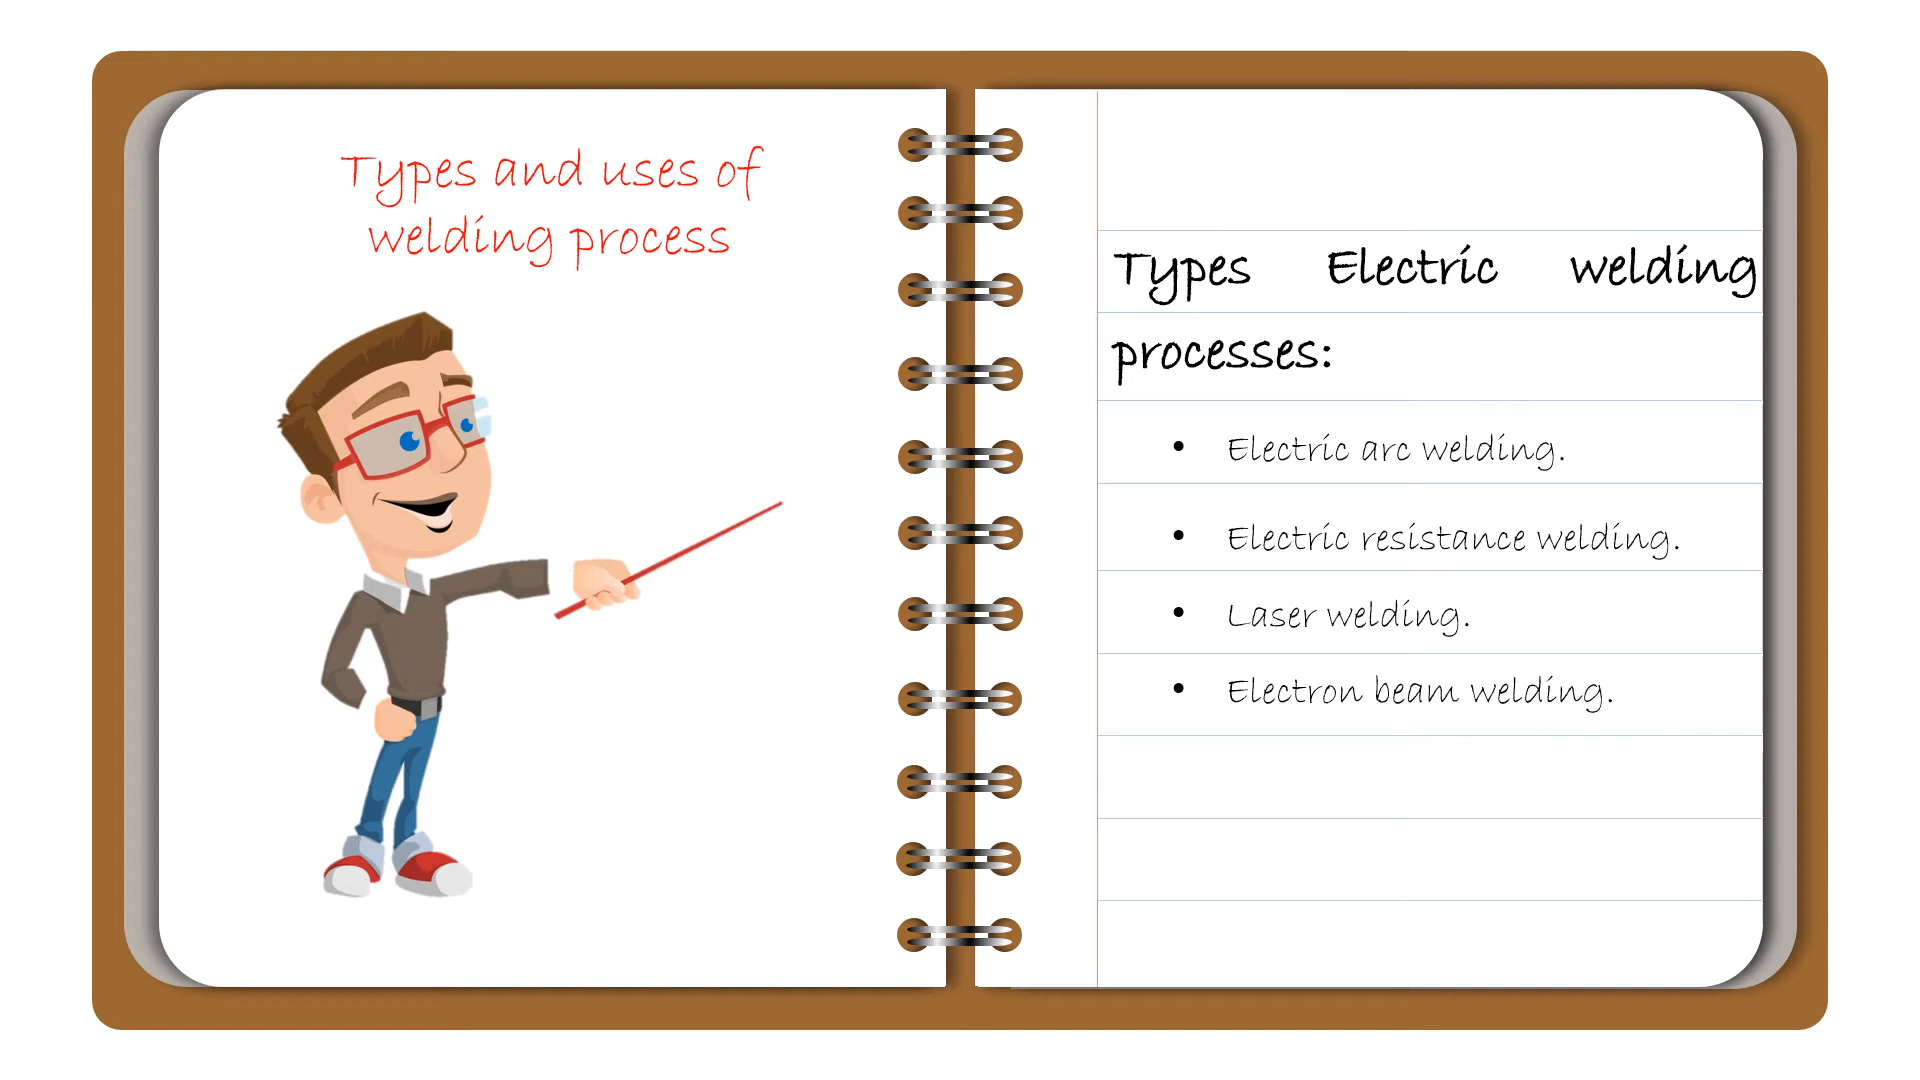 Types and uses of
welding process
Types Electric welding
processes:
• Electric arc welding.
• Electric resistance welding.
• Laser welding.
• Electron beam welding.